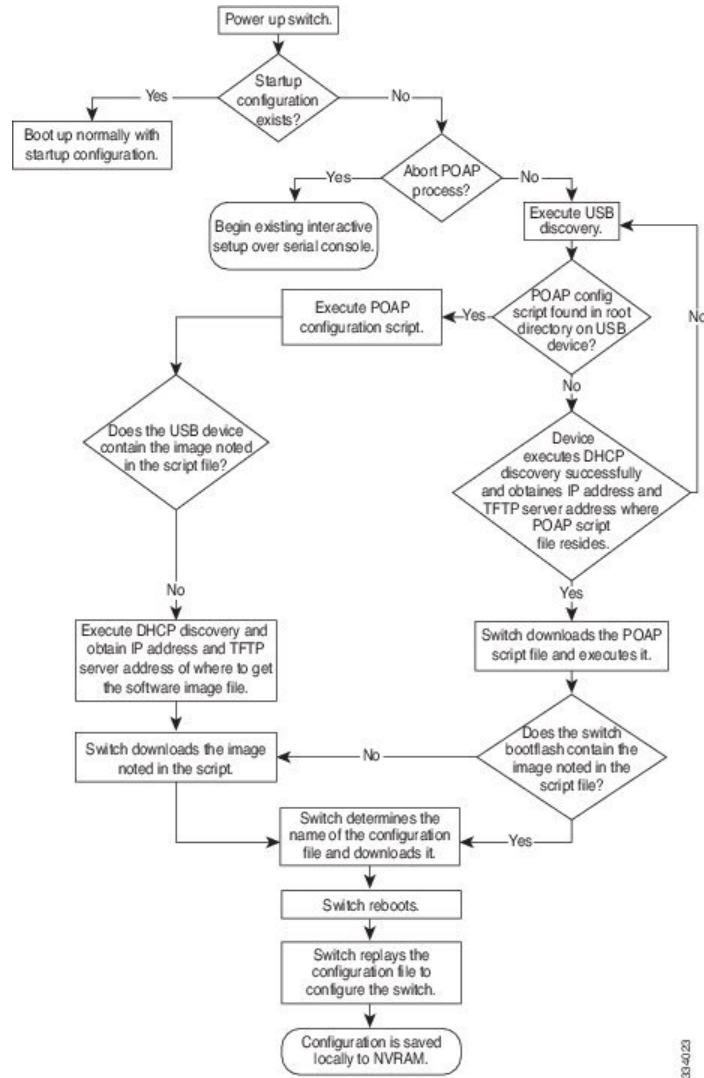 Power up switch.
Startup
configuration
exists?
Yes
No
Boot up normally with
startup configuration.
Abort POAP
process?
Yes
No
Begin existing interactive
setup over serial console.
Execute USB
discovery.
POAP config
script found in root
directory on USB
device?
No
Yes
Execute POAP
configuration script.
No
Does the USB device
contain the image noted
in the script file?
Device
executes DHCP
discovery successfully
and obtaines IP address and
TFTP server address where
POAP script
file resides.
No
Yes
Execute DHCP discovery and
obtain IP address and TFTP
server address of where to get
the software image file.
Switch downloads the POAP
script file and executes it.
Switch downloads the image
noted in the script.
No
Does the switch
bootflash contain the
image noted in the
script file?
Switch determines the
name of the configuration
file and downloads it.
Yes
Switch reboots.
Switch replays the
configuration file to
configure the switch.
Configuration is saved
locally to NVRAM.
334023